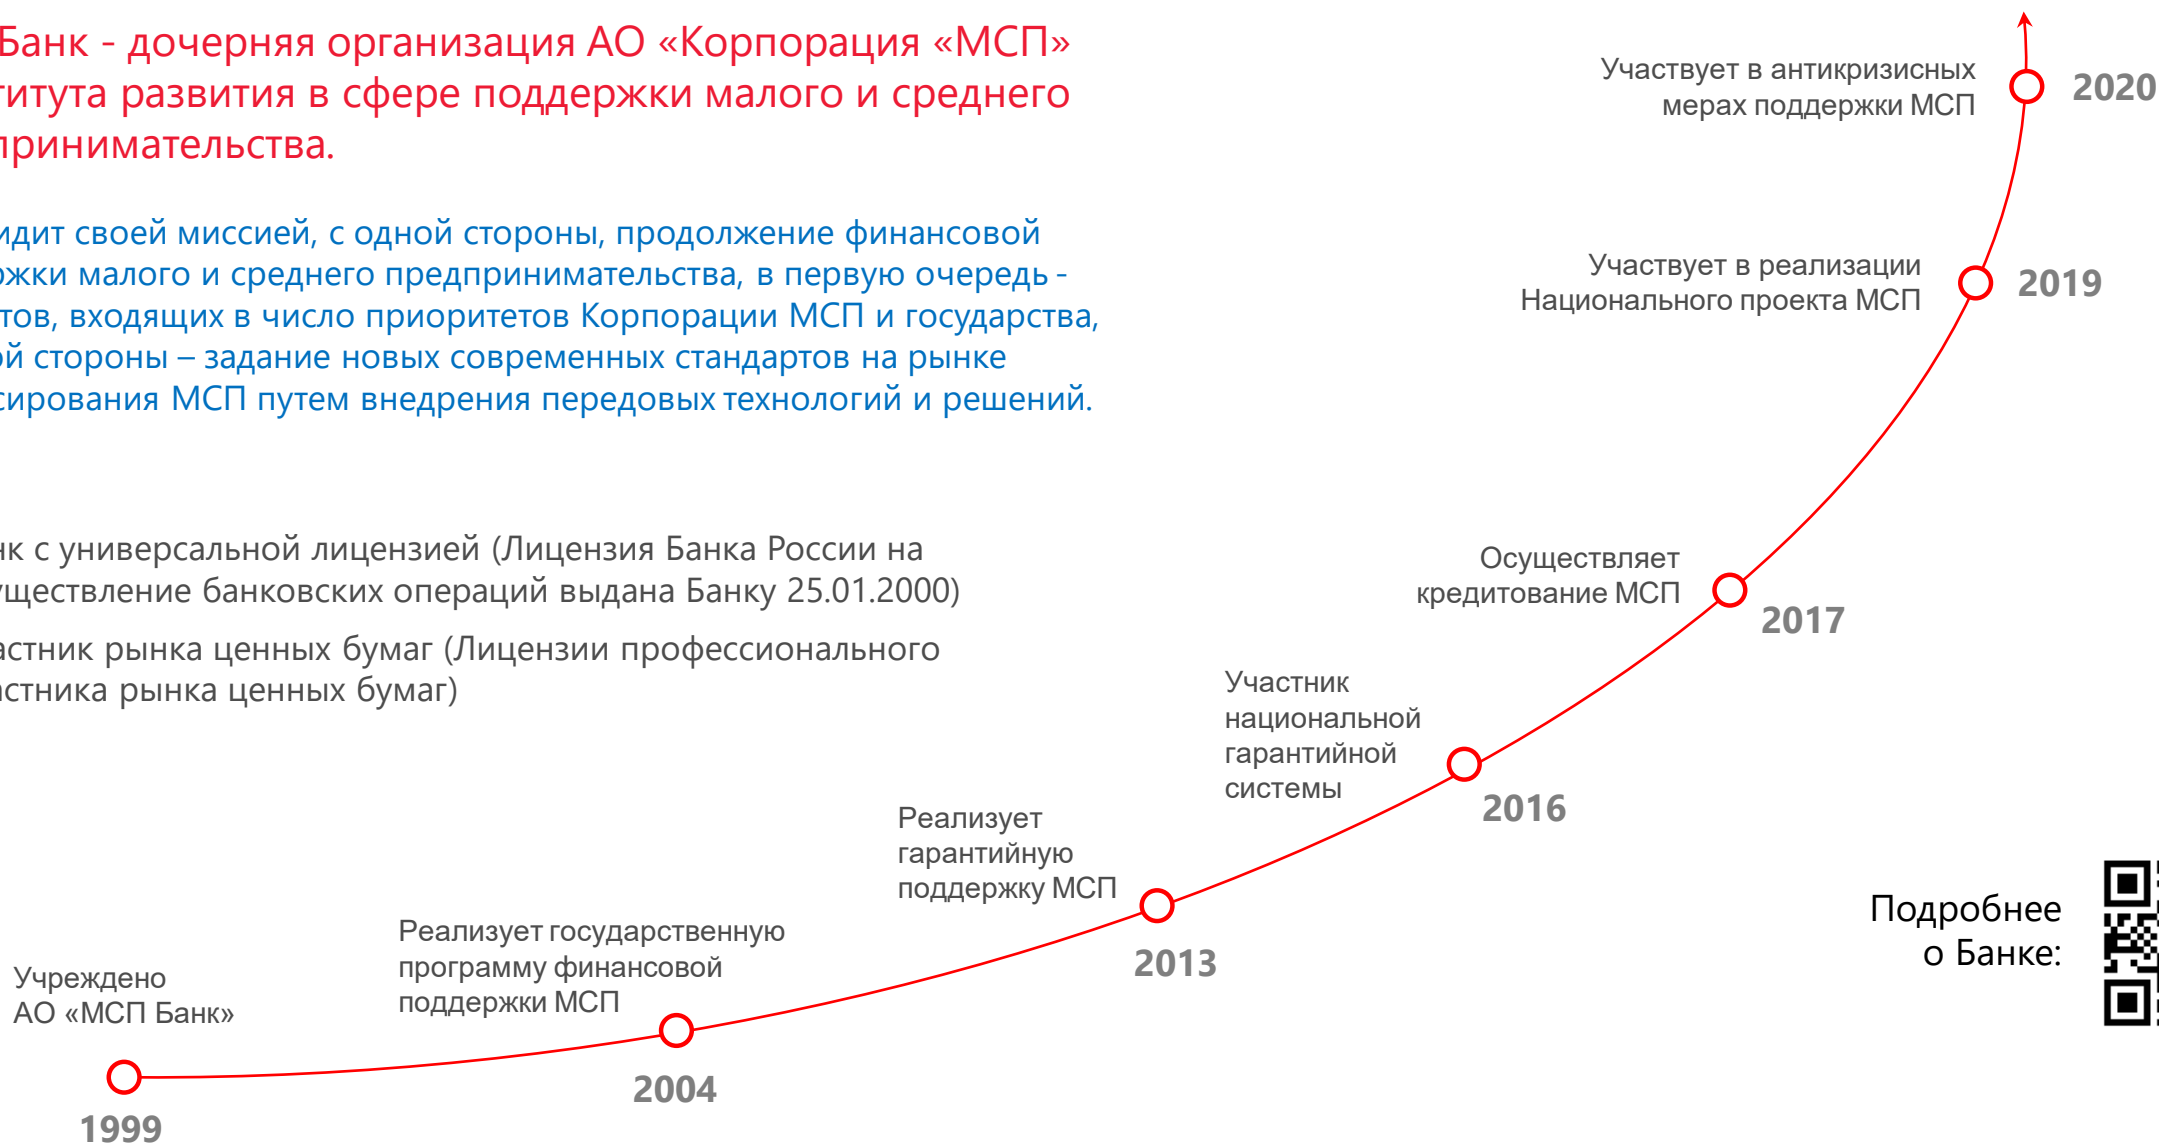 Банк - дочерняя организация АО «Корпорация «МСП»
титута развития в сфере поддержки малого и среднего
принимательства.
идит своей миссией, с одной стороны, продолжение финансовой
ржки малого и среднего предпринимательства, в первую очередь -
тов, входящих в число приоритетов Корпорации МСП и государства,
ой стороны – задание новых современных стандартов на рынке
сирования МСП путем внедрения передовых технологий и решений.
нк с универсальной лицензией (Лицензия Банка России на
уществление банковских операций выдана Банку 25.01.2000)
астник рынка ценных бумаг (Лицензии профессионального
астника рынка ценных бумаг)
Учреждено
АО «МСП Банк»
1999
Реализует государственную
программу финансовой
поддержки МСП
2004
Реализует
гарантийную
поддержку МСП
2013
Участник
национальной
гарантийной
системы
2016
Осуществляет
кредитование МСП
2017
Участвует в реализации
Национального проекта МСП
2019
Участвует в антикризисных
мерах поддержки МСП
2020
Подробнее
о Банке: